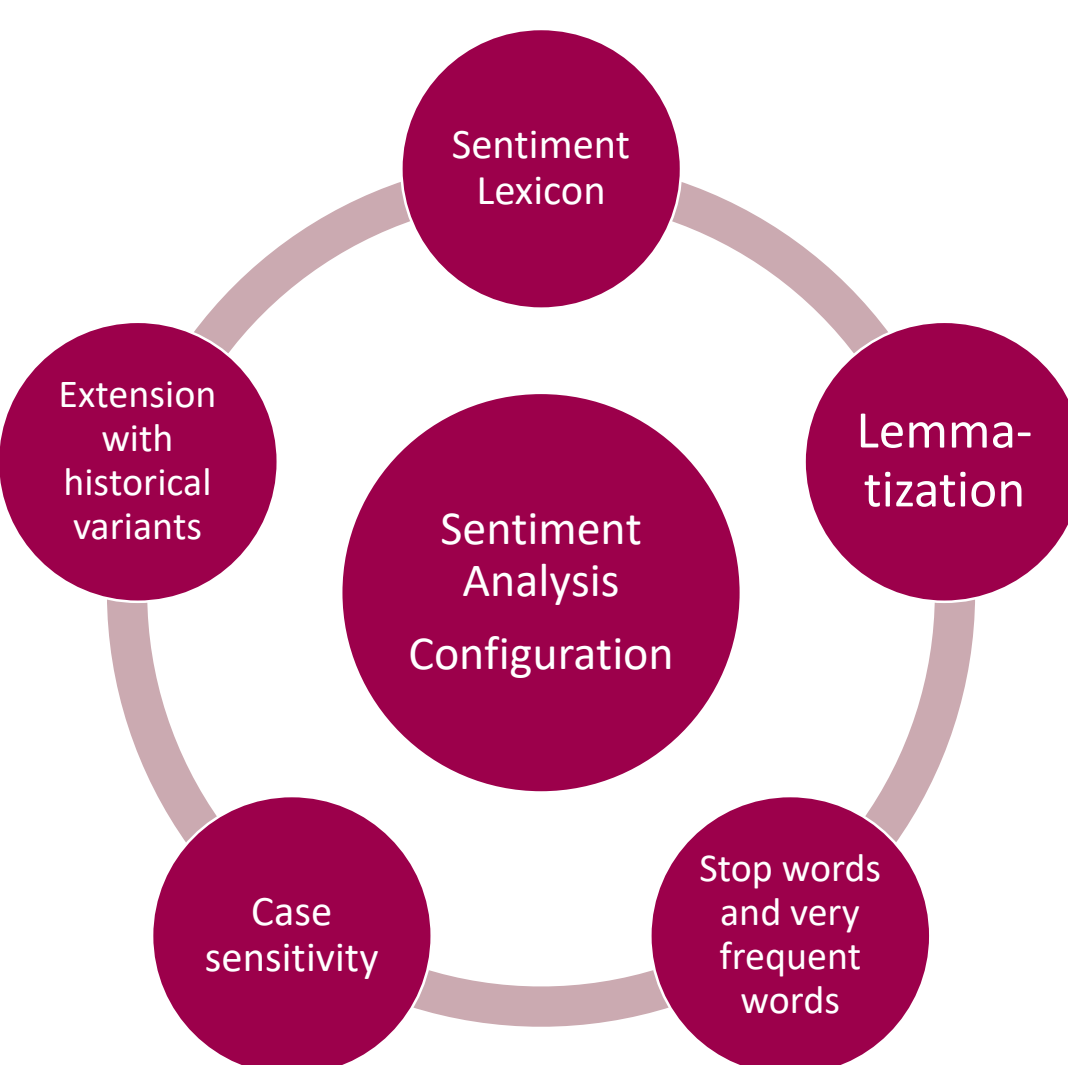 Sentiment
Lexicon
Lemma-
tization
Stop words
and very
frequent
words
Case
sensitivity
Extension
with
historical
variants
Sentiment
Analysis
Configuration